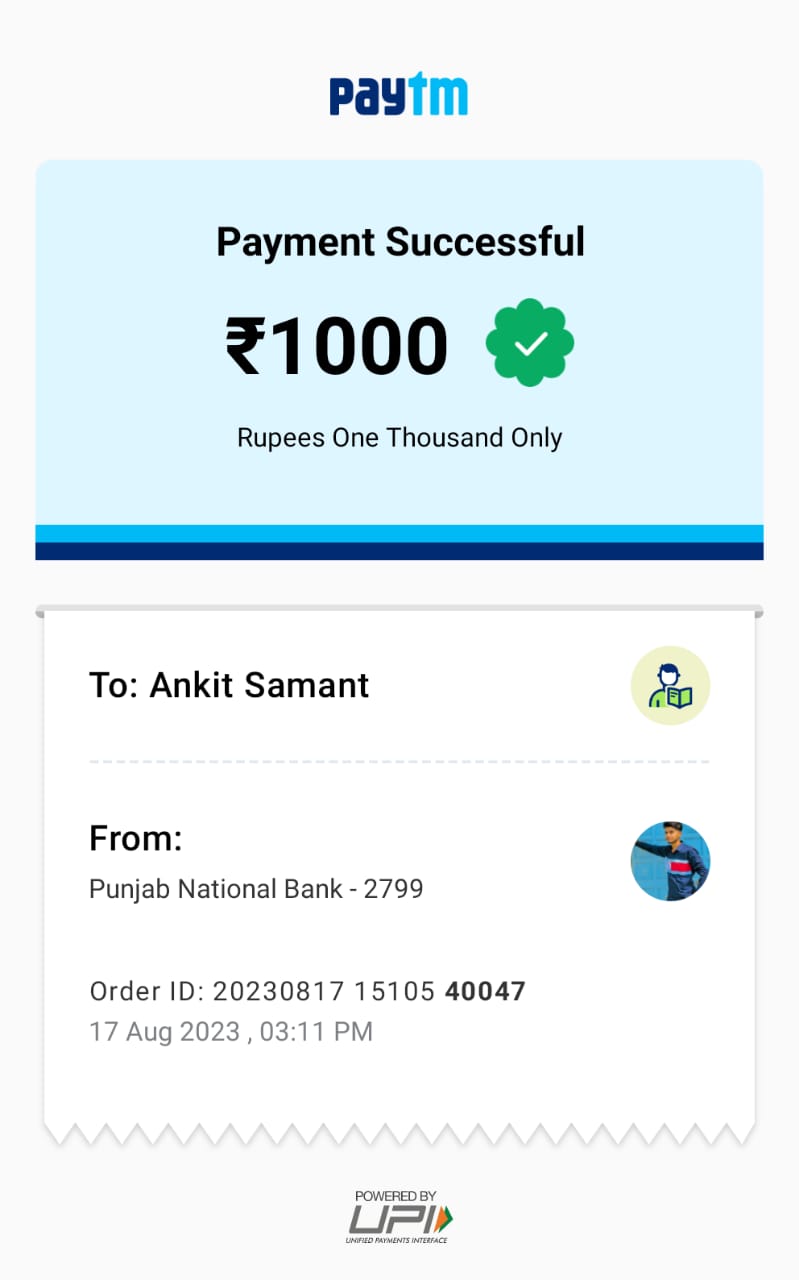 paytm
Payment Successful
₹1000
Rupees One Thousand Only
To: Ankit Samant
From:
Punjab National Bank - 2799
Order ID: 20230817 15105 40047
17 Aug 2023 , 03:11 PM
POWERED BY
UPI
UNIFIED PAYMENTS INTERFACE